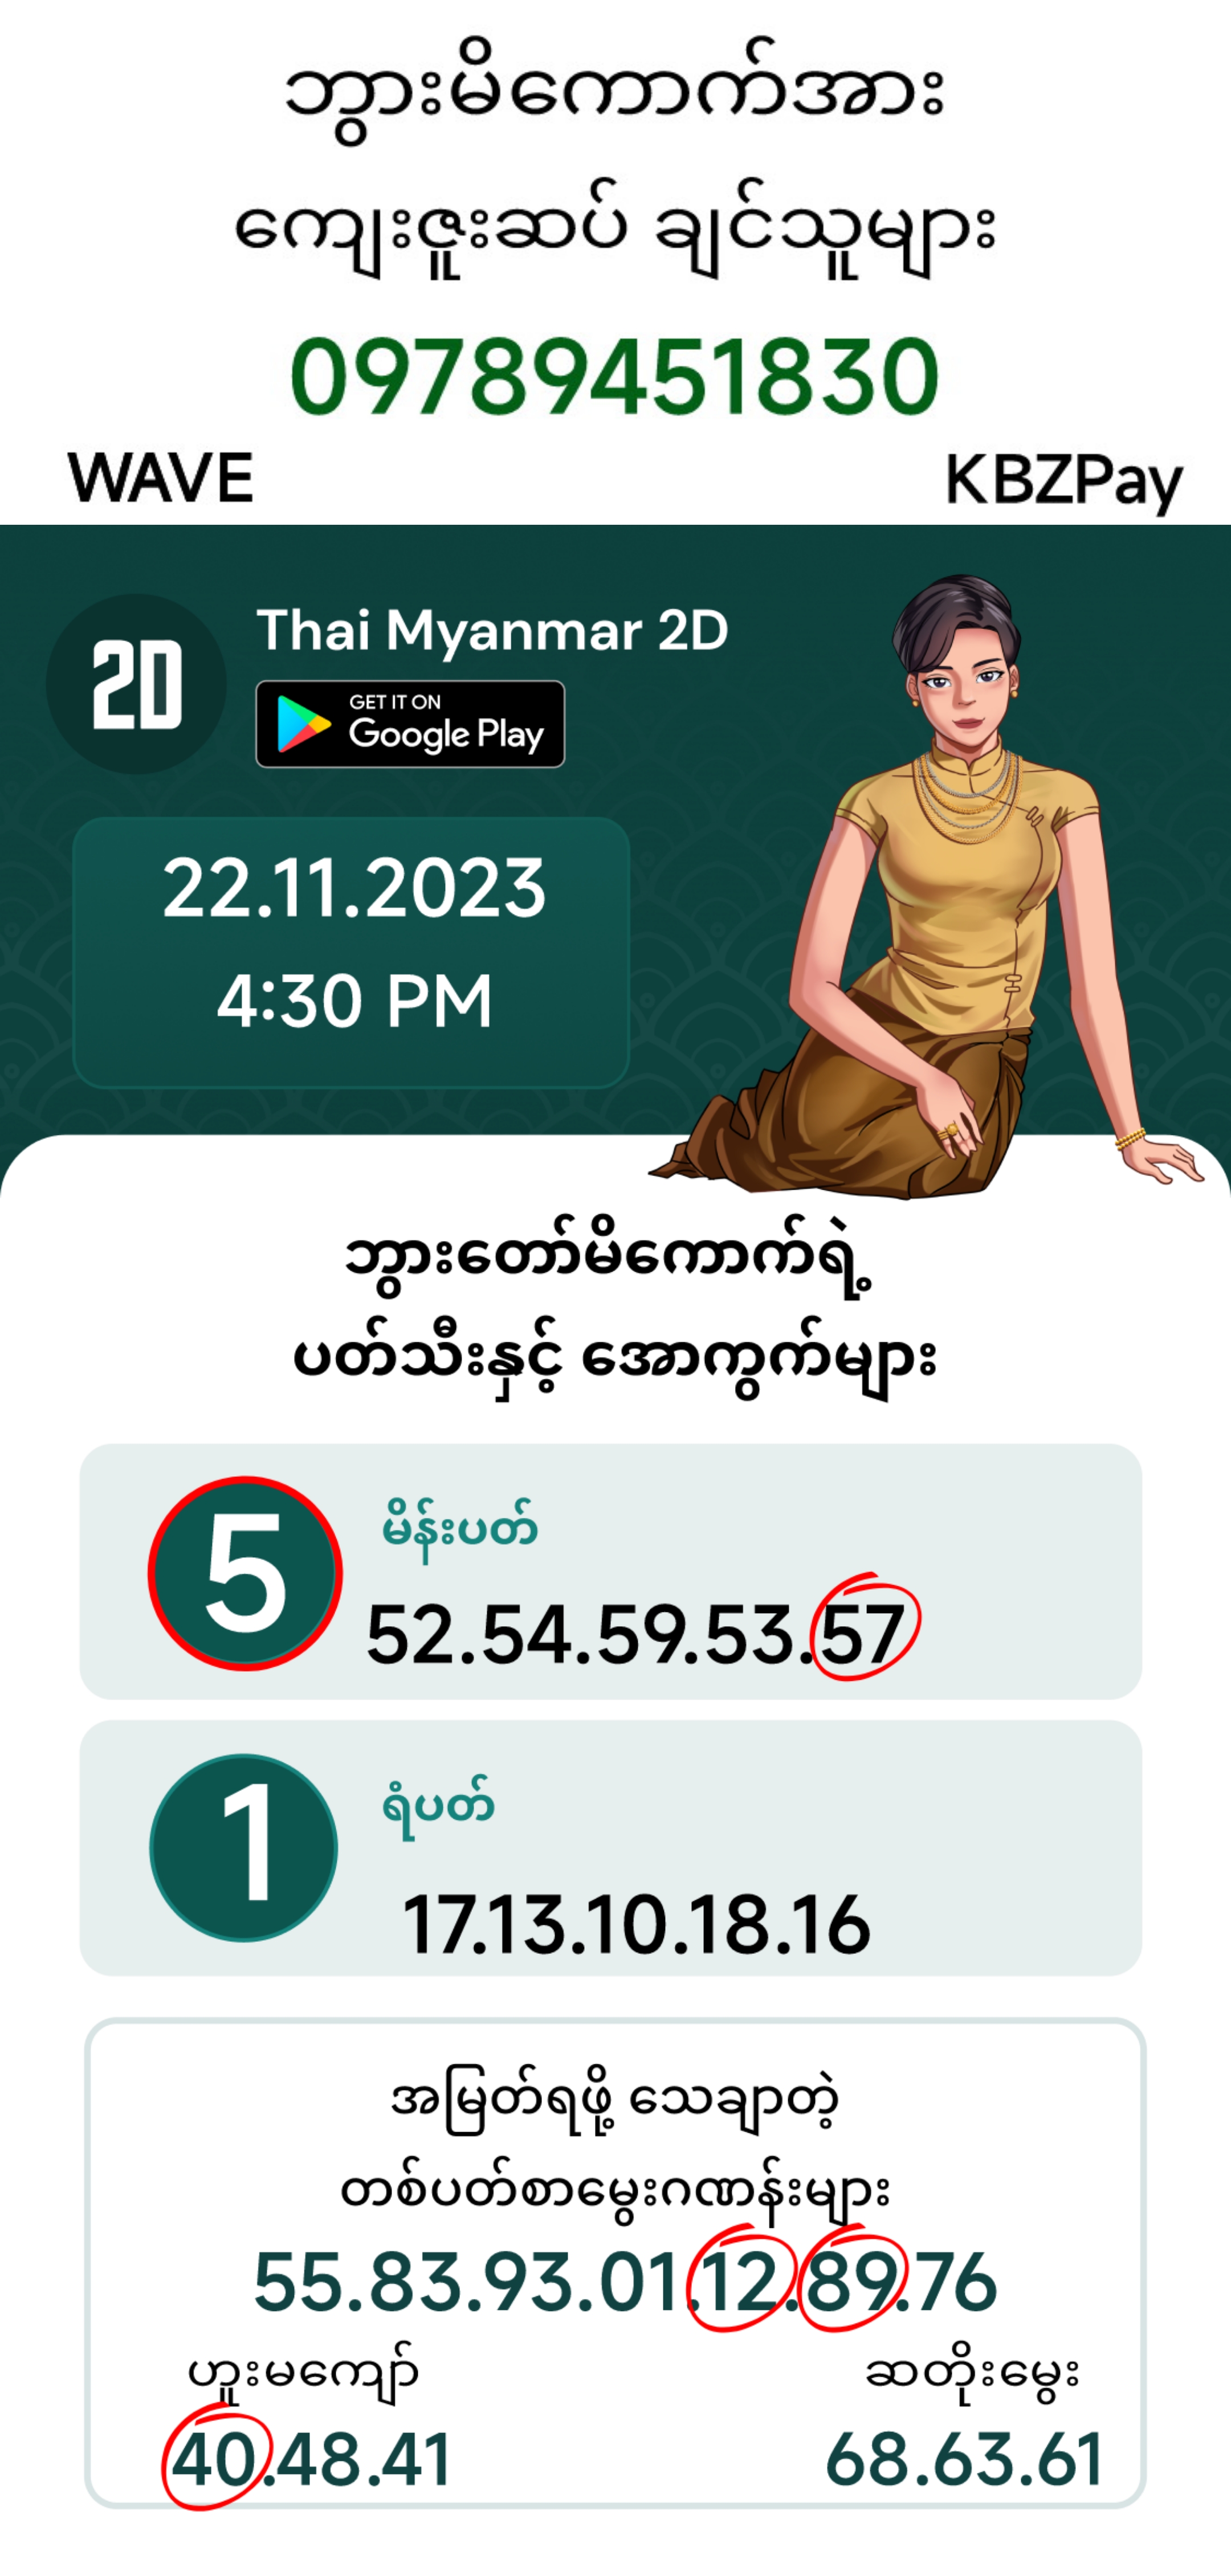 ဘွားမိကောက်အား
ကျေးဇူးဆပ် ချင်သူများ
09789451830
WAVE
KBZPay
2D
Thai Myanmar 2D
GET IT ON
Google Play
22.11.2023
4:30 PM
ဘွားတော်မိကောက်ရဲ့
ပတ်သီးနှင့် အောကွက်များ
5
မိန်းပတ်
52.54.59.53.57
1
ရံပတ်
17.13.10.18.16
အမြတ်ရဖို့ သေချာတဲ့
တစ်ပတ်စာမွေးဂဏန်းများ
55.83.93.01.12.89.76
ဟူးမကျော်
ဆတိုးမွေး
40.48.41
68.63.61